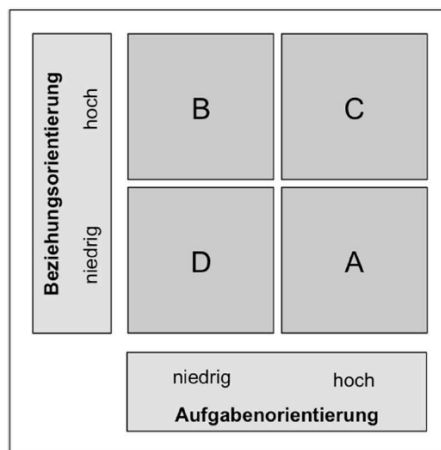 Beziehungsorientierung
hoch
niedrig
B
C
D
A
niedrig
hoch
Aufgabenorientierung